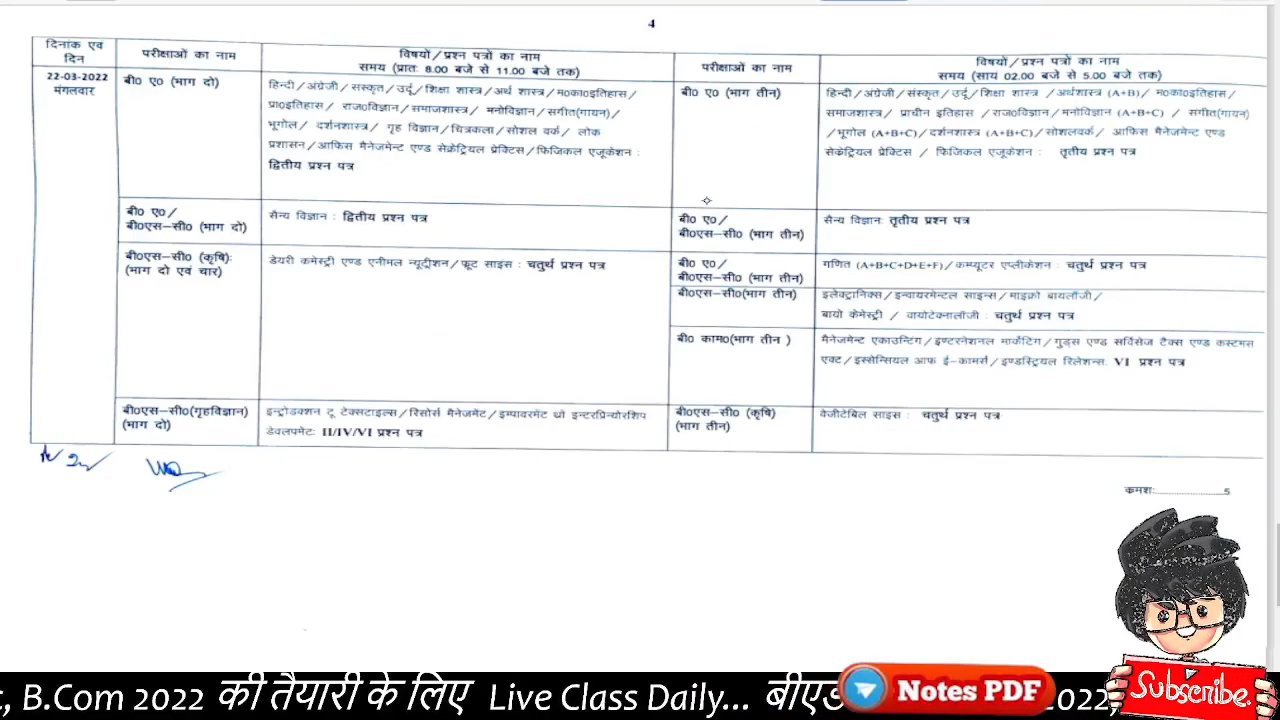 4
दिनांक एवं दिन
परीक्षाओं का नाम
विषयों/प्रश्न पत्रों का नाम
समय (प्रातः 8.00 बजे से 11.00 बजे तक)
परीक्षाओं का नाम
विषयों/प्रश्न पत्रों का नाम
समय (सायं 02.00 बजे से 5.00 बजे तक)
22-03-2022
मंगलवार
बी0 ए0 (भाग दो)
हिन्दी/अंग्रेजी/संस्कृत/उर्दू/शिक्षा शास्त्र/अर्थ शास्त्र/म0का0इतिहास/
प्रा0इतिहास/ राज0विज्ञान/समाजशास्त्र/ मनोविज्ञान/संगीत(गायन)/
भूगोल/ दर्शनशास्त्र/ गृह विज्ञान/चित्रकला/सोशल वर्क/ लोक
प्रशासन/आफिस मैनेजमेन्ट एण्ड सेक्रेट्रियल प्रेक्टिस/फिजिकल एजूकेशन :
द्वितीय प्रश्न पत्र
बी0 ए0 (भाग तीन)
हिन्दी/अंग्रेजी/संस्कृत/उर्दू/शिक्षा शास्त्र /अर्थशास्त्र (A+B)/ म0का0इतिहास/
समाजशास्त्र/ प्राचीन इतिहास /राज0विज्ञान/मनोविज्ञान (A+B+C) / संगीत(गायन)
/भूगोल (A+B+C)/दर्शनशास्त्र (A+B+C)/सोशलवर्क/ आफिस मैनेजमेन्ट एण्ड
सेक्रेट्रियल प्रेक्टिस / फिजिकल एजूकेशन : तृतीय प्रश्न पत्र
बी0 ए0/
बी0एस–सी0 (भाग दो)
सैन्य विज्ञान : द्वितीय प्रश्न पत्र
बी0 ए0/
बी0एस–सी0 (भाग तीन)
सैन्य विज्ञान: तृतीय प्रश्न पत्र
बी0एस–सी0 (कृषि):
(भाग दो एवं चार)
डेयरी कमेस्ट्री एण्ड एनीमल न्यूट्रीशन/फूट साइंस : चतुर्थ प्रश्न पत्र
बी0 ए0/
बी0एस–सी0 (भाग तीन)
गणित (A+B+C+D+E+F)/कम्प्यूटर एप्लीकेशन : चतुर्थ प्रश्न पत्र
बी0एस–सी0(भाग तीन)
इलेक्ट्रानिक्स/इन्वायरमेन्टल साइन्स/माइक्रो बायलॉजी/
बायो केमेस्ट्री / वायोटेक्नालॉजी : चतुर्थ प्रश्न पत्र
बी0 काम0(भाग तीन )
मैनेजमेन्ट एकाउन्टिंग/इण्टरनेशनल मार्केटिंग/गुड्स एण्ड सर्विसेज टैक्स एण्ड कस्टमस
एक्ट/इस्सेन्सियल आफ ई-कामर्स/इण्डस्ट्रियल रिलेशन्स. VI प्रश्न पत्र
बी0एस–सी0(गृहविज्ञान)
(भाग दो)
इन्ट्रोडक्शन टू टेक्सटाइल्स/रिसोर्स मैनेजमेंट/इम्पावरमेंट थ्रो इन्टरप्रिन्योरशिप
डेवलपमेंट: II/IV/VI प्रश्न पत्र
बी0एस–सी0 (कृषि)
(भाग तीन)
वेजीटेबिल साइंस : चतुर्थ प्रश्न पत्र
कमशः....................5
, B.Com 2022 की तैयारी के लिए Live Class Daily... बीएड
Notes PDF
2022,
Subscribe.